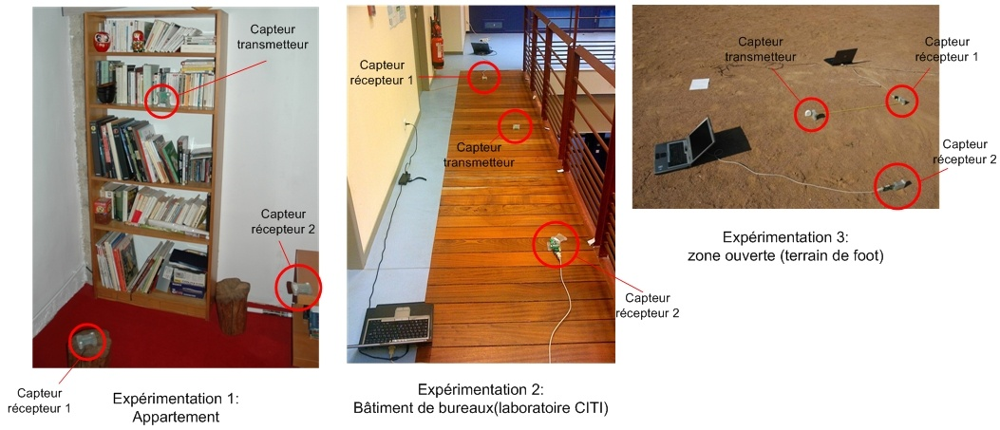 Capteur
transmetteur
Capteur
récepteur 2
Capteur
récepteur 1
Expérimentation 1:
Appartement
Capteur
récepteur 1
Capteur
transmetteur
Capteur
récepteur 2
Expérimentation 2:
Bâtiment de bureaux(laboratoire CITI)
Capteur
transmetteur
Capteur
récepteur 1
Capteur
récepteur 2
Expérimentation 3:
zone ouverte (terrain de foot)